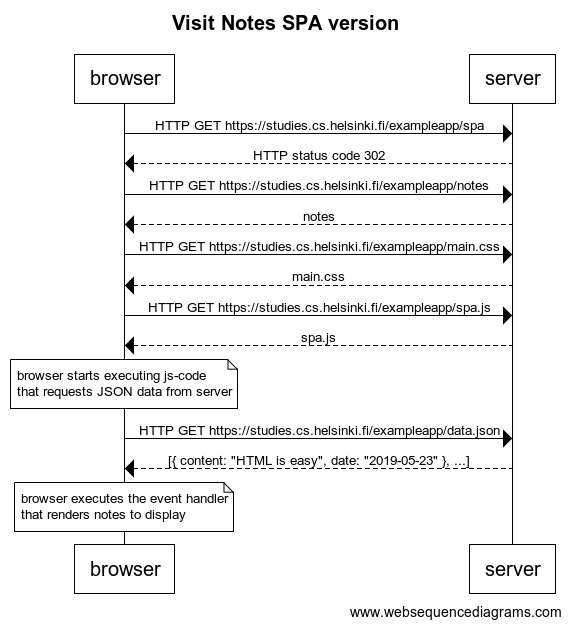 Visit Notes SPA version
browser
server
HTTP GET https://studies.cs.helsinki.fi/exampleapp/spa
HTTP status code 302
HTTP GET https://studies.cs.helsinki.fi/exampleapp/notes
notes
HTTP GET https://studies.cs.helsinki.fi/exampleapp/main.css
main.css
HTTP GET https://studies.cs.helsinki.fi/exampleapp/spa.js
spa.js
browser starts executing js-code
that requests JSON data from server
HTTP GET https://studies.cs.helsinki.fi/exampleapp/data.json
[{ content: "HTML is easy", date: "2019-05-23" }, ...]
browser executes the event handler
that renders notes to display
browser
server
www.websequencediagrams.com